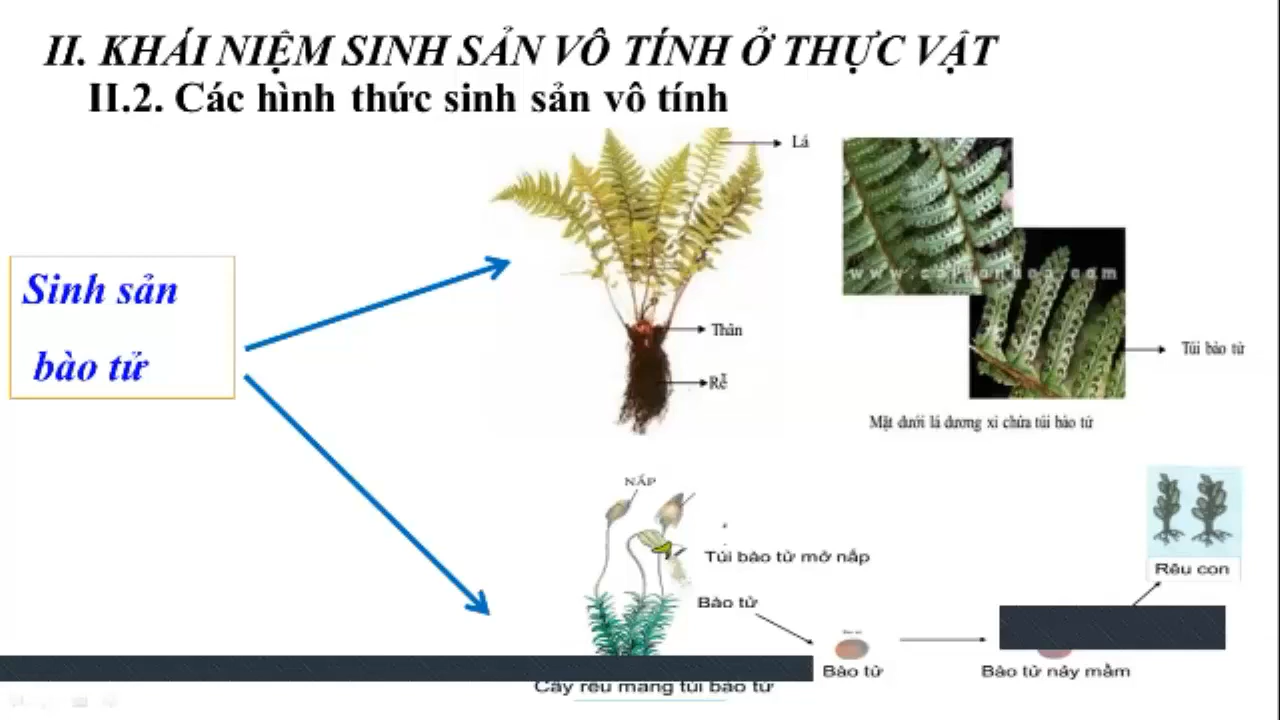 II. KHÁI NIỆM SINH SẢN VÔ TÍNH Ở THỰC VẬT
II.2. Các hình thức sinh sản vô tính
Lá
Sinh sản
bào tử
Thân
Rễ
Túi bào tử
Mặt dưới lá dương xỉ chứa túi bào tử
NẮP
Túi bào tử mở nắp
Rêu con
Bào tử
Bào tử
Bào tử nảy mầm
Cây rêu mang túi bào tử